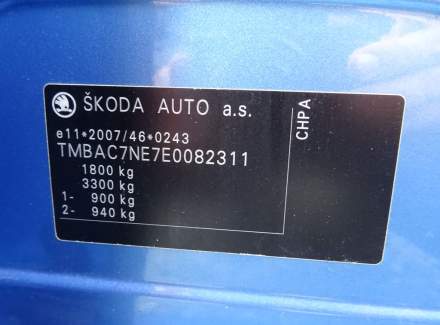 ŠKODA AUTO a.s.
e11*2007/46*0243
TMBAC7NE7E0082311
1800 kg
3300 kg
1- 900 kg
2- 940 kg
CHPA